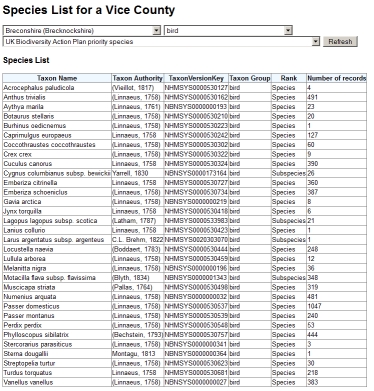 Species List for a Vice County
Breconshire (Brecknockshire) bird
UK Biodiversity Action Plan priority species Refresh
Species List
Taxon Name Taxon Authority TaxonVersionKey Taxon Group Rank Number of records
Acrocephalus paludicola (Vieillot, 1817) NHMSYS0000530127 bird Species 4
Anthus trivialis (Linnaeus, 1758) NHMSYS0000530162 bird Species 491
Aythya marila (Linnaeus, 1761) NBNSYS0000000193 bird Species 23
Botaurus stellaris (Linnaeus, 1758) NHMSYS0000530210 bird Species 20
Burhinus oedicnemus (Linnaeus, 1758) NHMSYS0000530223 bird Species 1
Caprimulgus europaeus Linnaeus, 1758 NHMSYS0000530242 bird Species 127
Coccothraustes coccothraustes (Linnaeus, 1758) NHMSYS0000530302 bird Species 60
Crex crex (Linnaeus, 1758) NHMSYS0000530322 bird Species 9
Cuculus canorus Linnaeus, 1758 NHMSYS0000530324 bird Species 390
Cygnus columbianus subsp. bewickii Yarrell, 1830 NBNSYS0000173164 bird Subspecies 26
Emberiza citrinella Linnaeus, 1758 NHMSYS0000530727 bird Species 360
Emberiza schoeniclus (Linnaeus, 1758) NHMSYS0000530734 bird Species 387
Gavia arctica (Linnaeus, 1758) NBNSYS0000000219 bird Species 8
Jynx torquilla Linnaeus, 1758 NHMSYS0000530418 bird Species 6
Lagopus lagopus subsp. scotica (Latham, 1787) NHMSYS0000533983 bird Subspecies 21
Lanius collurio Linnaeus, 1758 NHMSYS0000530423 bird Species 1
Larus argentatus subsp. argenteus C.L. Brehm, 1822 NHMSYS0020303070 bird Subspecies 1
Locustella naevia (Boddaert, 1783) NHMSYS0000530444 bird Species 248
Lullula arborea (Linnaeus, 1758) NHMSYS0000530459 bird Species 12
Melanitta nigra (Linnaeus, 1758) NBNSYS0000000196 bird Species 36
Motacilla flava subsp. flavissima (Blyth, 1834) NBNSYS0000001343 bird Subspecies 348
Muscicapa striata (Pallas, 1764) NHMSYS0000530498 bird Species 319
Numenius arquata (Linnaeus, 1758) NBNSYS0000000032 bird Species 481
Passer domesticus (Linnaeus, 1758) NHMSYS0000530537 bird Species 1047
Passer montanus (Linnaeus, 1758) NHMSYS0000530539 bird Species 240
Perdix perdix (Linnaeus, 1758) NHMSYS0000530548 bird Species 53
Phylloscopus sibilatrix (Bechstein, 1793) NHMSYS0000530757 bird Species 444
Stercorarius parasiticus (Linnaeus, 1758) NBNSYS0000000341 bird Species 3
Sterna dougallii Montagu, 1813 NBNSYS0000000364 bird Species 1
Streptopelia turtur (Linnaeus, 1758) NHMSYS0000530623 bird Species 30
Turdus torquatus Linnaeus, 1758 NHMSYS0000530681 bird Species 218
Vanellus vanellus (Linnaeus, 1758) NBNSYS0000000027 bird Species 383